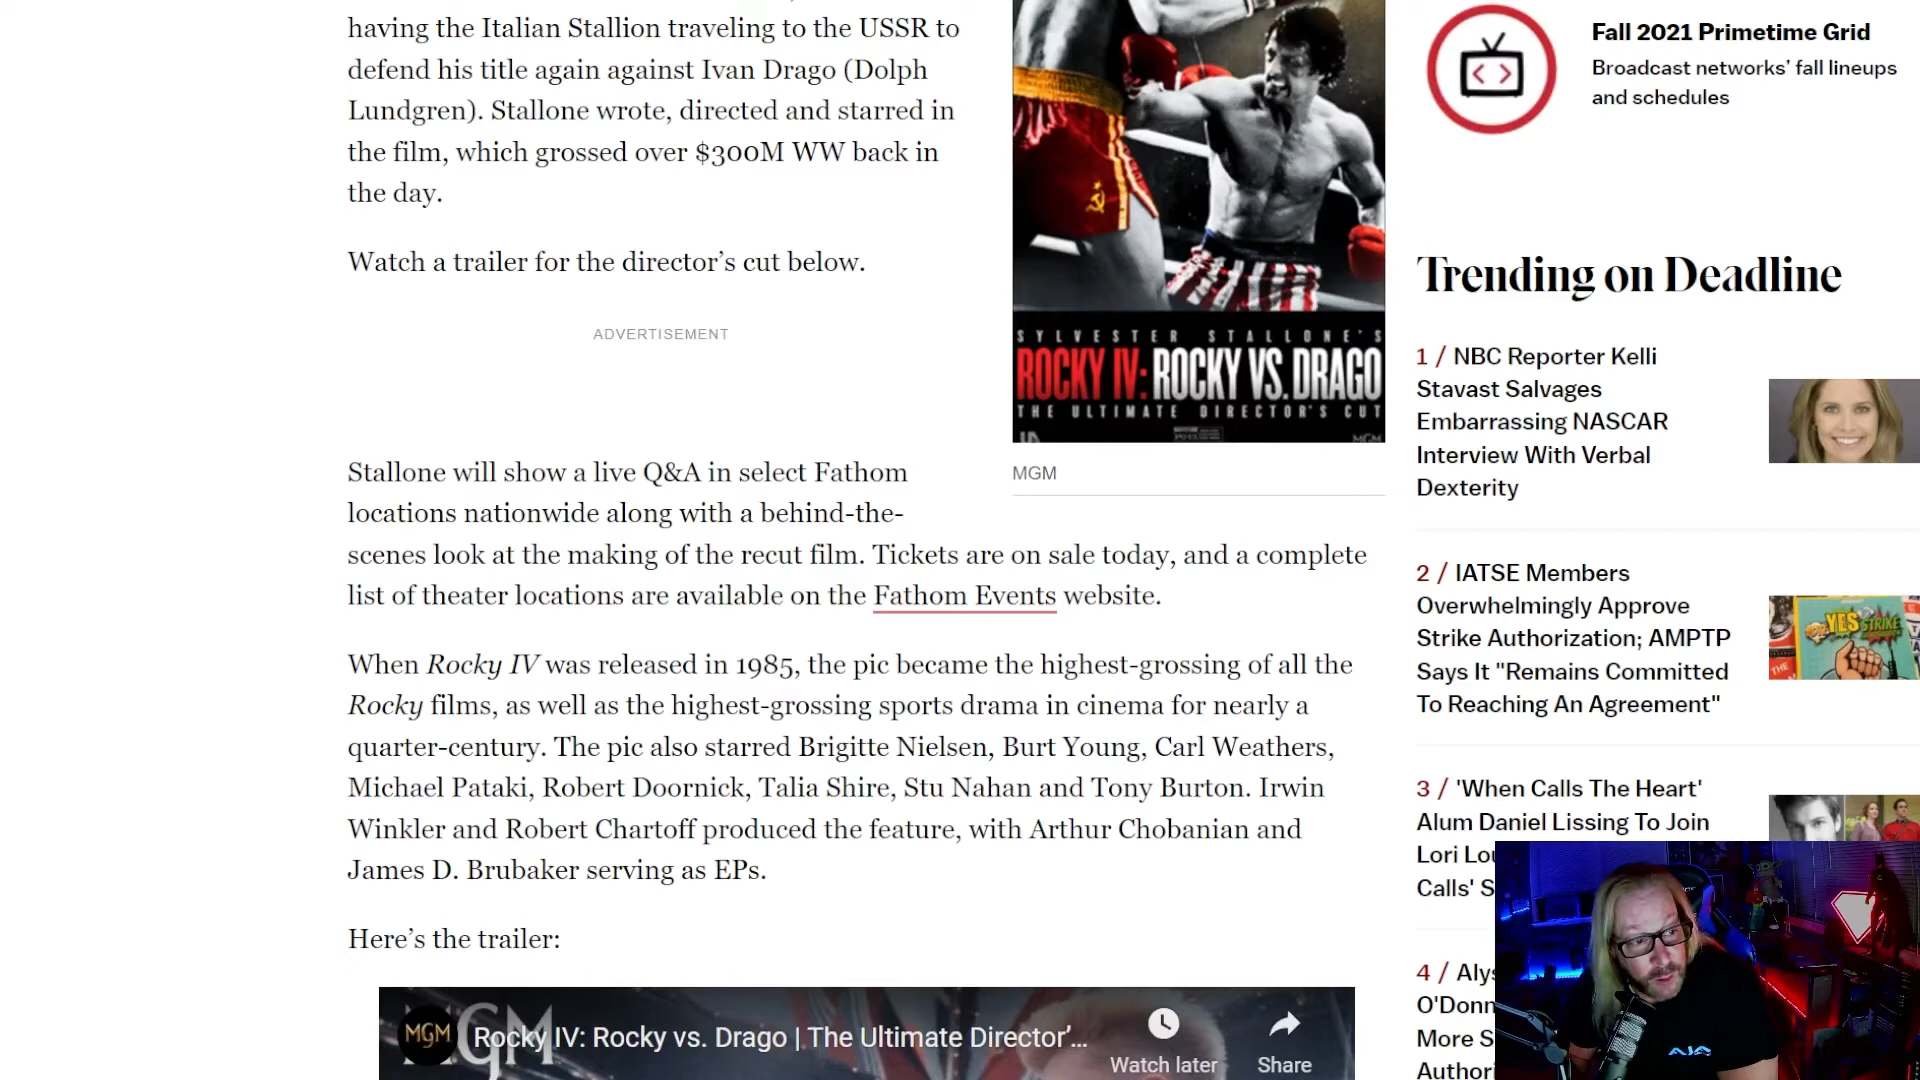 having the Italian Stallion traveling to the USSR to
defend his title again against Ivan Drago (Dolph
Lundgren). Stallone wrote, directed and starred in
the film, which grossed over $300M WW back in
the day.
Watch a trailer for the director’s cut below.
ADVERTISEMENT
SYLVESTER STALLONE'S
ROCKY IV: ROCKY VS. DRAGO
THE ULTIMATE DIRECTOR'S CUT
MGM
MGM
Stallone will show a live Q&A in select Fathom
locations nationwide along with a behind-the-
scenes look at the making of the recut film. Tickets are on sale today, and a complete
list of theater locations are available on the Fathom Events website.
When Rocky IV was released in 1985, the pic became the highest-grossing of all the
Rocky films, as well as the highest-grossing sports drama in cinema for nearly a
quarter-century. The pic also starred Brigitte Nielsen, Burt Young, Carl Weathers,
Michael Pataki, Robert Doornick, Talia Shire, Stu Nahan and Tony Burton. Irwin
Winkler and Robert Chartoff produced the feature, with Arthur Chobanian and
James D. Brubaker serving as EPs.
Here’s the trailer:
MGM
Rocky IV: Rocky vs. Drago | The Ultimate Director’...
Watch later
Share
Fall 2021 Primetime Grid
Broadcast networks’ fall lineups
and schedules
Trending on Deadline
1 / NBC Reporter Kelli
Stavast Salvages
Embarrassing NASCAR
Interview With Verbal
Dexterity
2 / IATSE Members
Overwhelmingly Approve
Strike Authorization; AMPTP
Says It "Remains Committed
To Reaching An Agreement"
YES
STRIKE
THE
3 / 'When Calls The Heart'
Alum Daniel Lissing To Join
Lori Lou
Calls' S
4 / Alys
O'Donn
More S
Authori
AJA